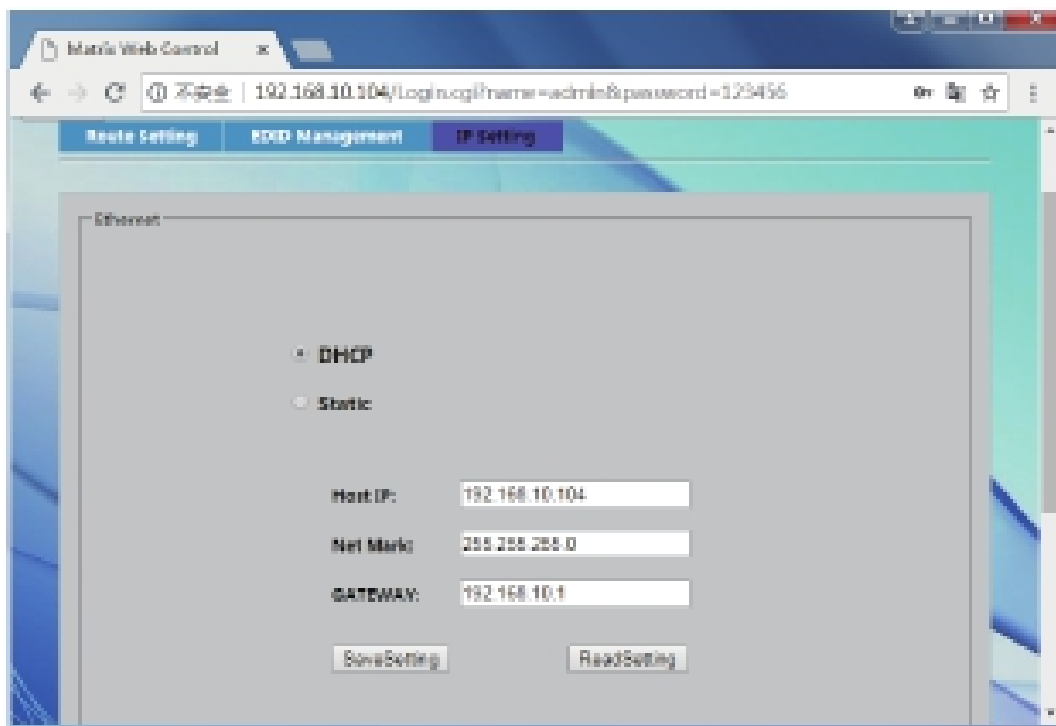 Matrix Web Control
不安全 | 192.168.10.104/Login.cgi?name=admin&password=123456
Route Setting EDID Management IP Setting
Ethernet
DHCP
Static
Host IP: 192.168.10.104
Net Mark: 255.255.255.0
GATEWAY: 192.168.10.1
SaveSetting ReadSetting